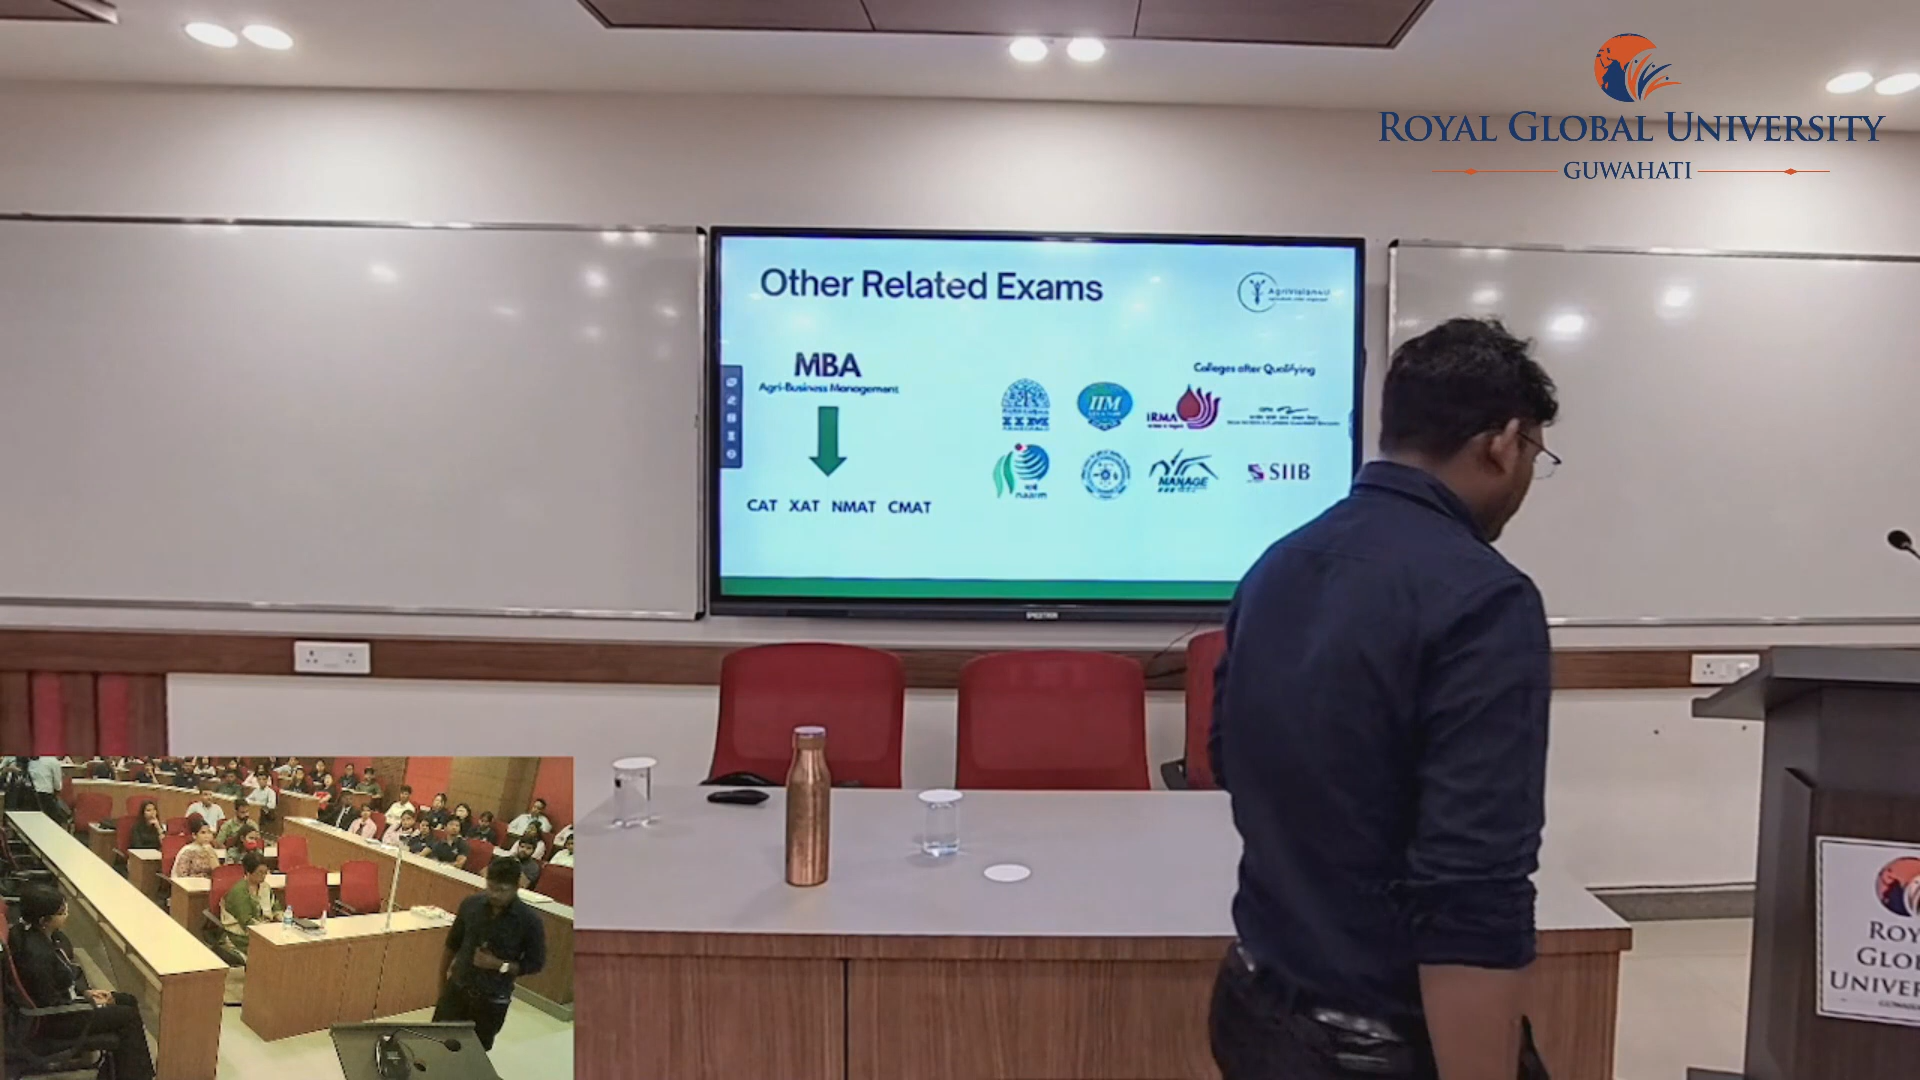 ROYAL GLOBAL UNIVERSITY
GUWAHATI
Other Related Exams
AgriVision4U
MBA
Agri-Business Management
Colleges after Qualifying
IIM
IRMA
MANAGE
SIIB
CAT XAT NMAT CMAT